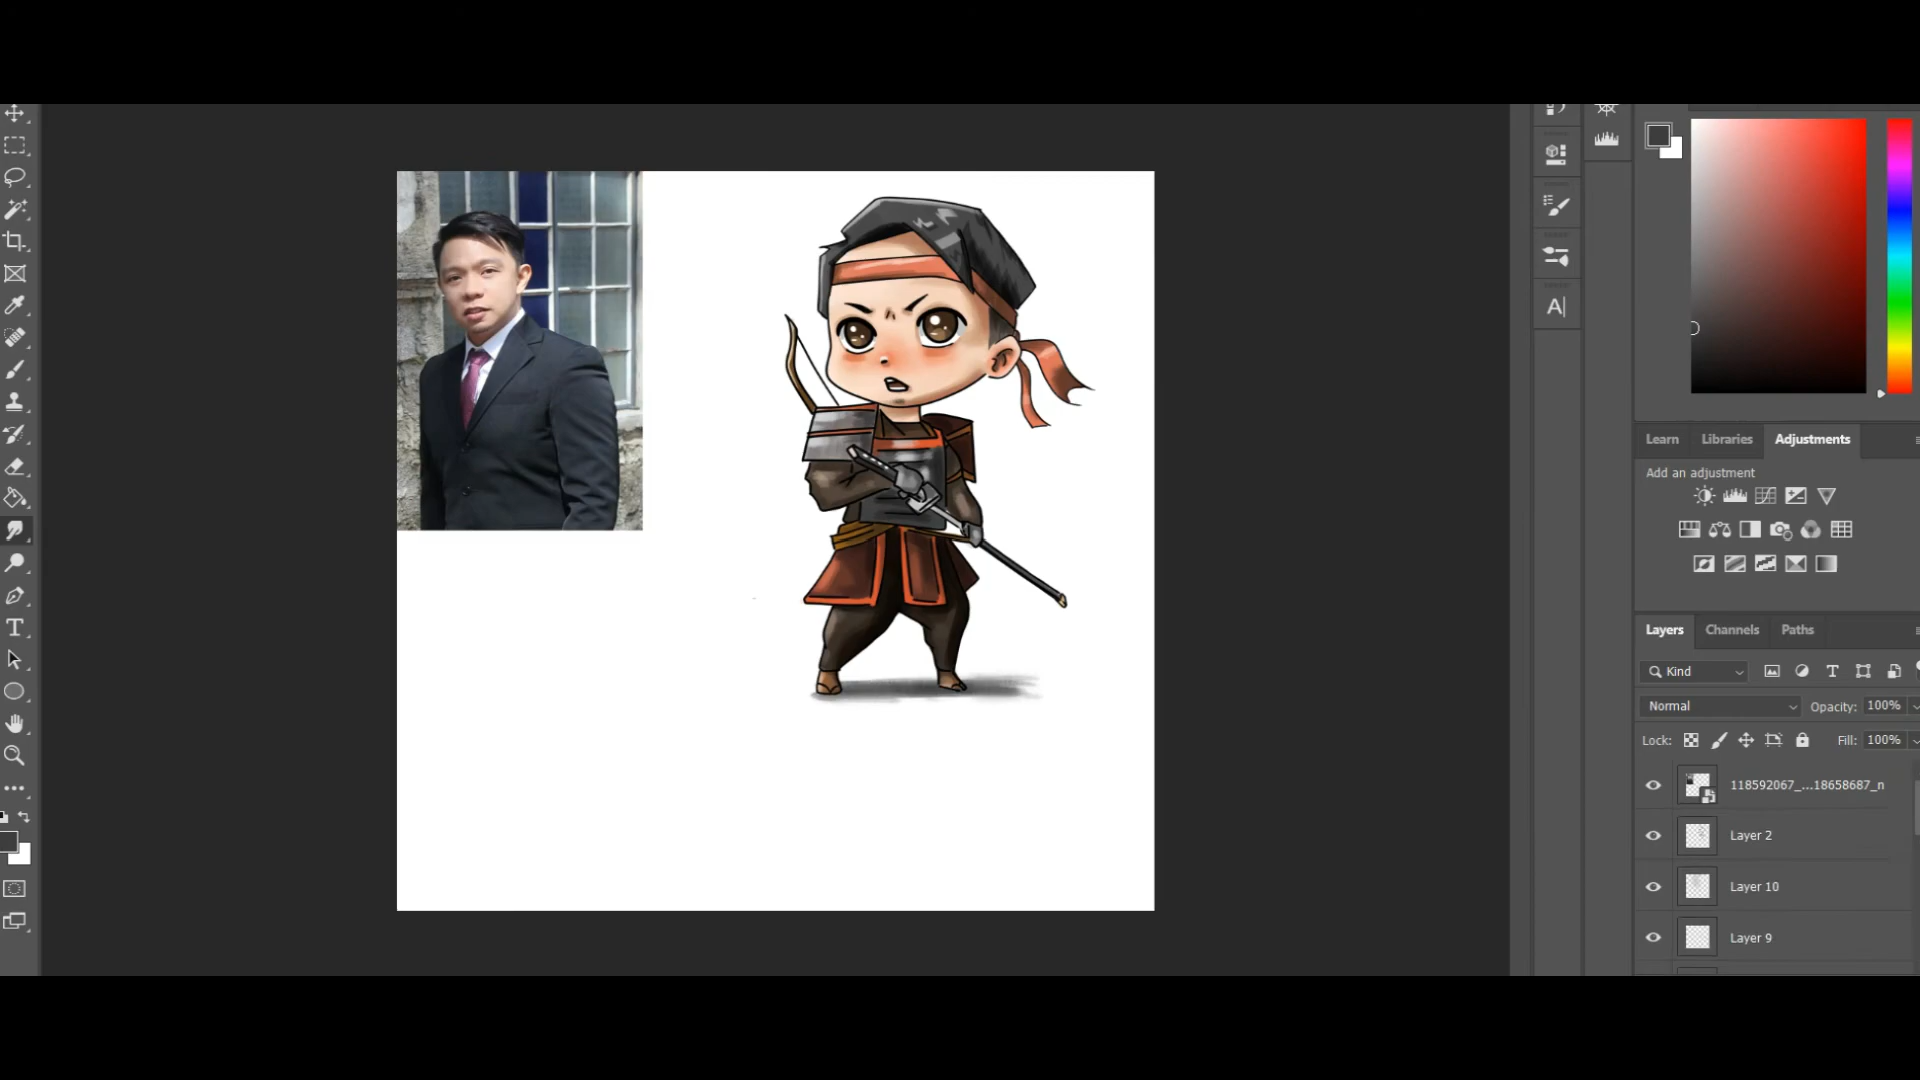 A|
Learn Libraries Adjustments
Add an adjustment
Layers Channels Paths
Kind
Normal Opacity: 100%
Lock: Fill: 100%
118592067_...18658687_n
Layer 2
Layer 10
Layer 9